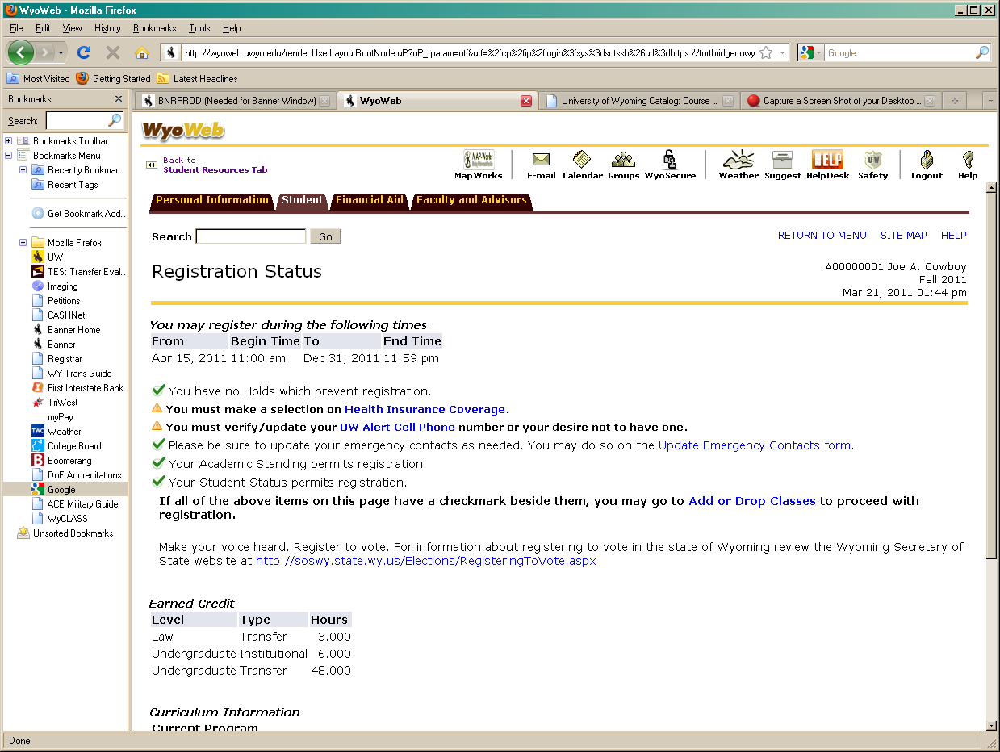 WyoWeb - Mozilla Firefox
File Edit View History Bookmarks Tools Help
http://wyoweb.uwyo.edu/render.UserLayoutRootNode.uP?uP_tparam=utf&utf=%2fcp%2fip%2flogin%3fsys%3dsctssb%26url%3dhttps://fortbridger.uwy
Google
Most Visited Getting Started Latest Headlines
Bookmarks
Search:
Bookmarks Toolbar
Bookmarks Menu
Recently Bookmar...
Recent Tags
Get Bookmark Add...
Mozilla Firefox
UW
TES: Transfer Eval...
Imaging
Petitions
CASHNet
Banner Home
Banner
Registrar
WY Trans Guide
First Interstate Bank
TriWest
myPay
TWC Weather
College Board
B Boomerang
DoE Accreditations
Google
ACE Military Guide
WyCLASS
Unsorted Bookmarks
BNRPROD (Needed for Banner Window) WyoWeb University of Wyoming Catalog: Course ... Capture a Screen Shot of your Desktop ...
WyoWeb
Back to
Student Resources Tab
MAP-Works
HELP
UW
MapWorks E-mail Calendar Groups WyoSecure Weather Suggest HelpDesk Safety Logout Help
Personal Information Student Financial Aid Faculty and Advisors
Search Go
RETURN TO MENU SITE MAP HELP
Registration Status
A00000001 Joe A. Cowboy
Fall 2011
Mar 21, 2011 01:44 pm
You may register during the following times
From Begin Time To End Time
Apr 15, 2011 11:00 am Dec 31, 2011 11:59 pm
You have no Holds which prevent registration.
You must make a selection on Health Insurance Coverage.
You must verify/update your UW Alert Cell Phone number or your desire not to have one.
Please be sure to update your emergency contacts as needed. You may do so on the Update Emergency Contacts form.
Your Academic Standing permits registration.
Your Student Status permits registration.
If all of the above items on this page have a checkmark beside them, you may go to Add or Drop Classes to proceed with
registration.
Make your voice heard. Register to vote. For information about registering to vote in the state of Wyoming review the Wyoming Secretary of
State website at http://soswy.state.wy.us/Elections/RegisteringToVote.aspx
Earned Credit
Level Type Hours
Law Transfer 3.000
Undergraduate Institutional 6.000
Undergraduate Transfer 48.000
Curriculum Information
Current Program
Done